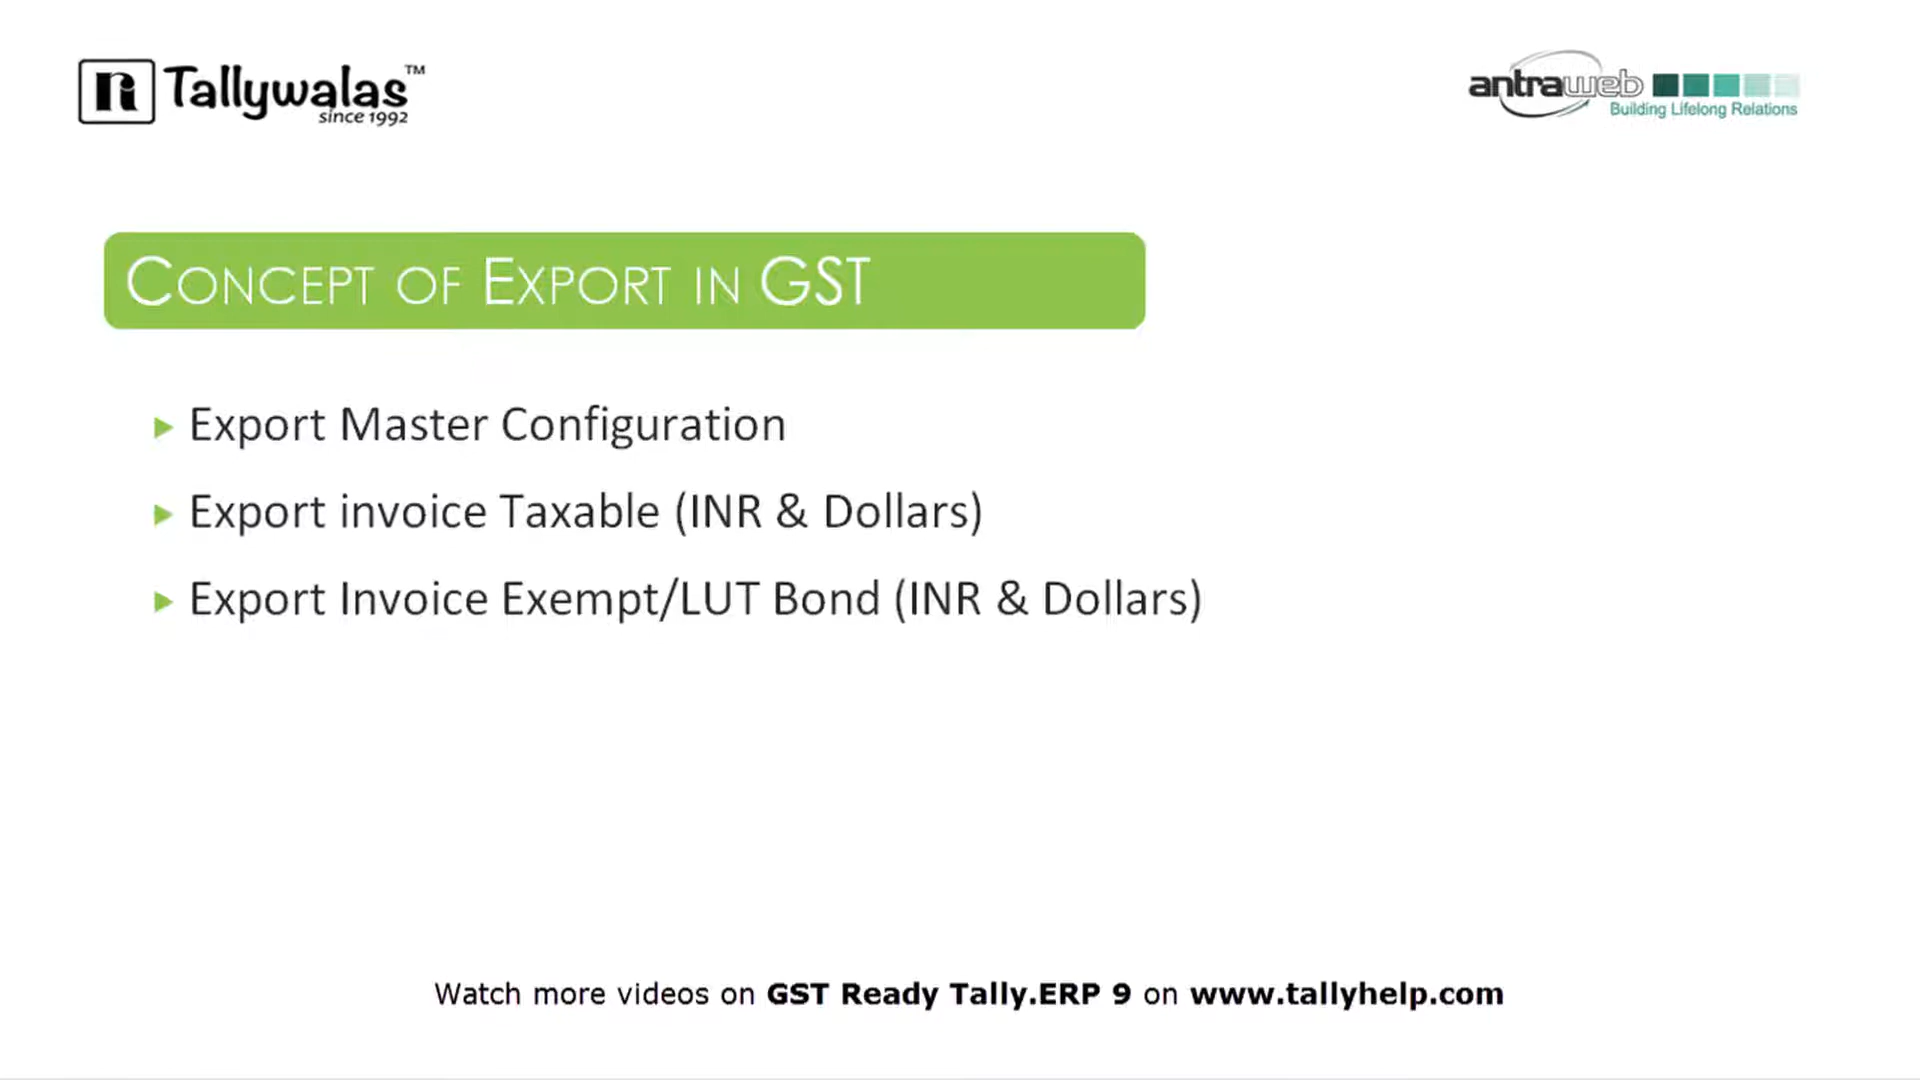 n Tallywalas™
since 1992
antraweb
Building Lifelong Relations
CONCEPT OF EXPORT IN GST
Export Master Configuration
Export invoice Taxable (INR & Dollars)
Export Invoice Exempt/LUT Bond (INR & Dollars)
Watch more videos on GST Ready Tally.ERP 9 on www.tallyhelp.com